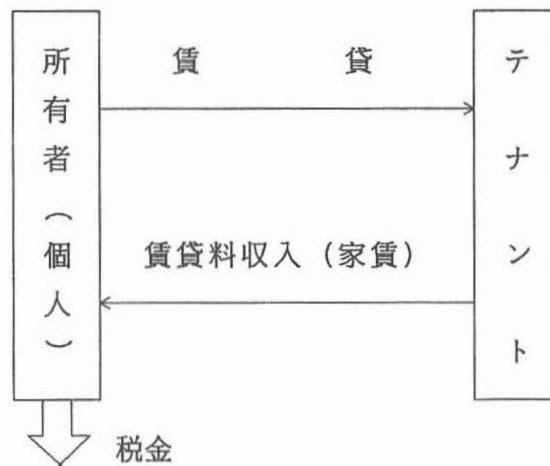 所有者（個人）
賃貸
テナント
賃貸料収入（家賃）
税金